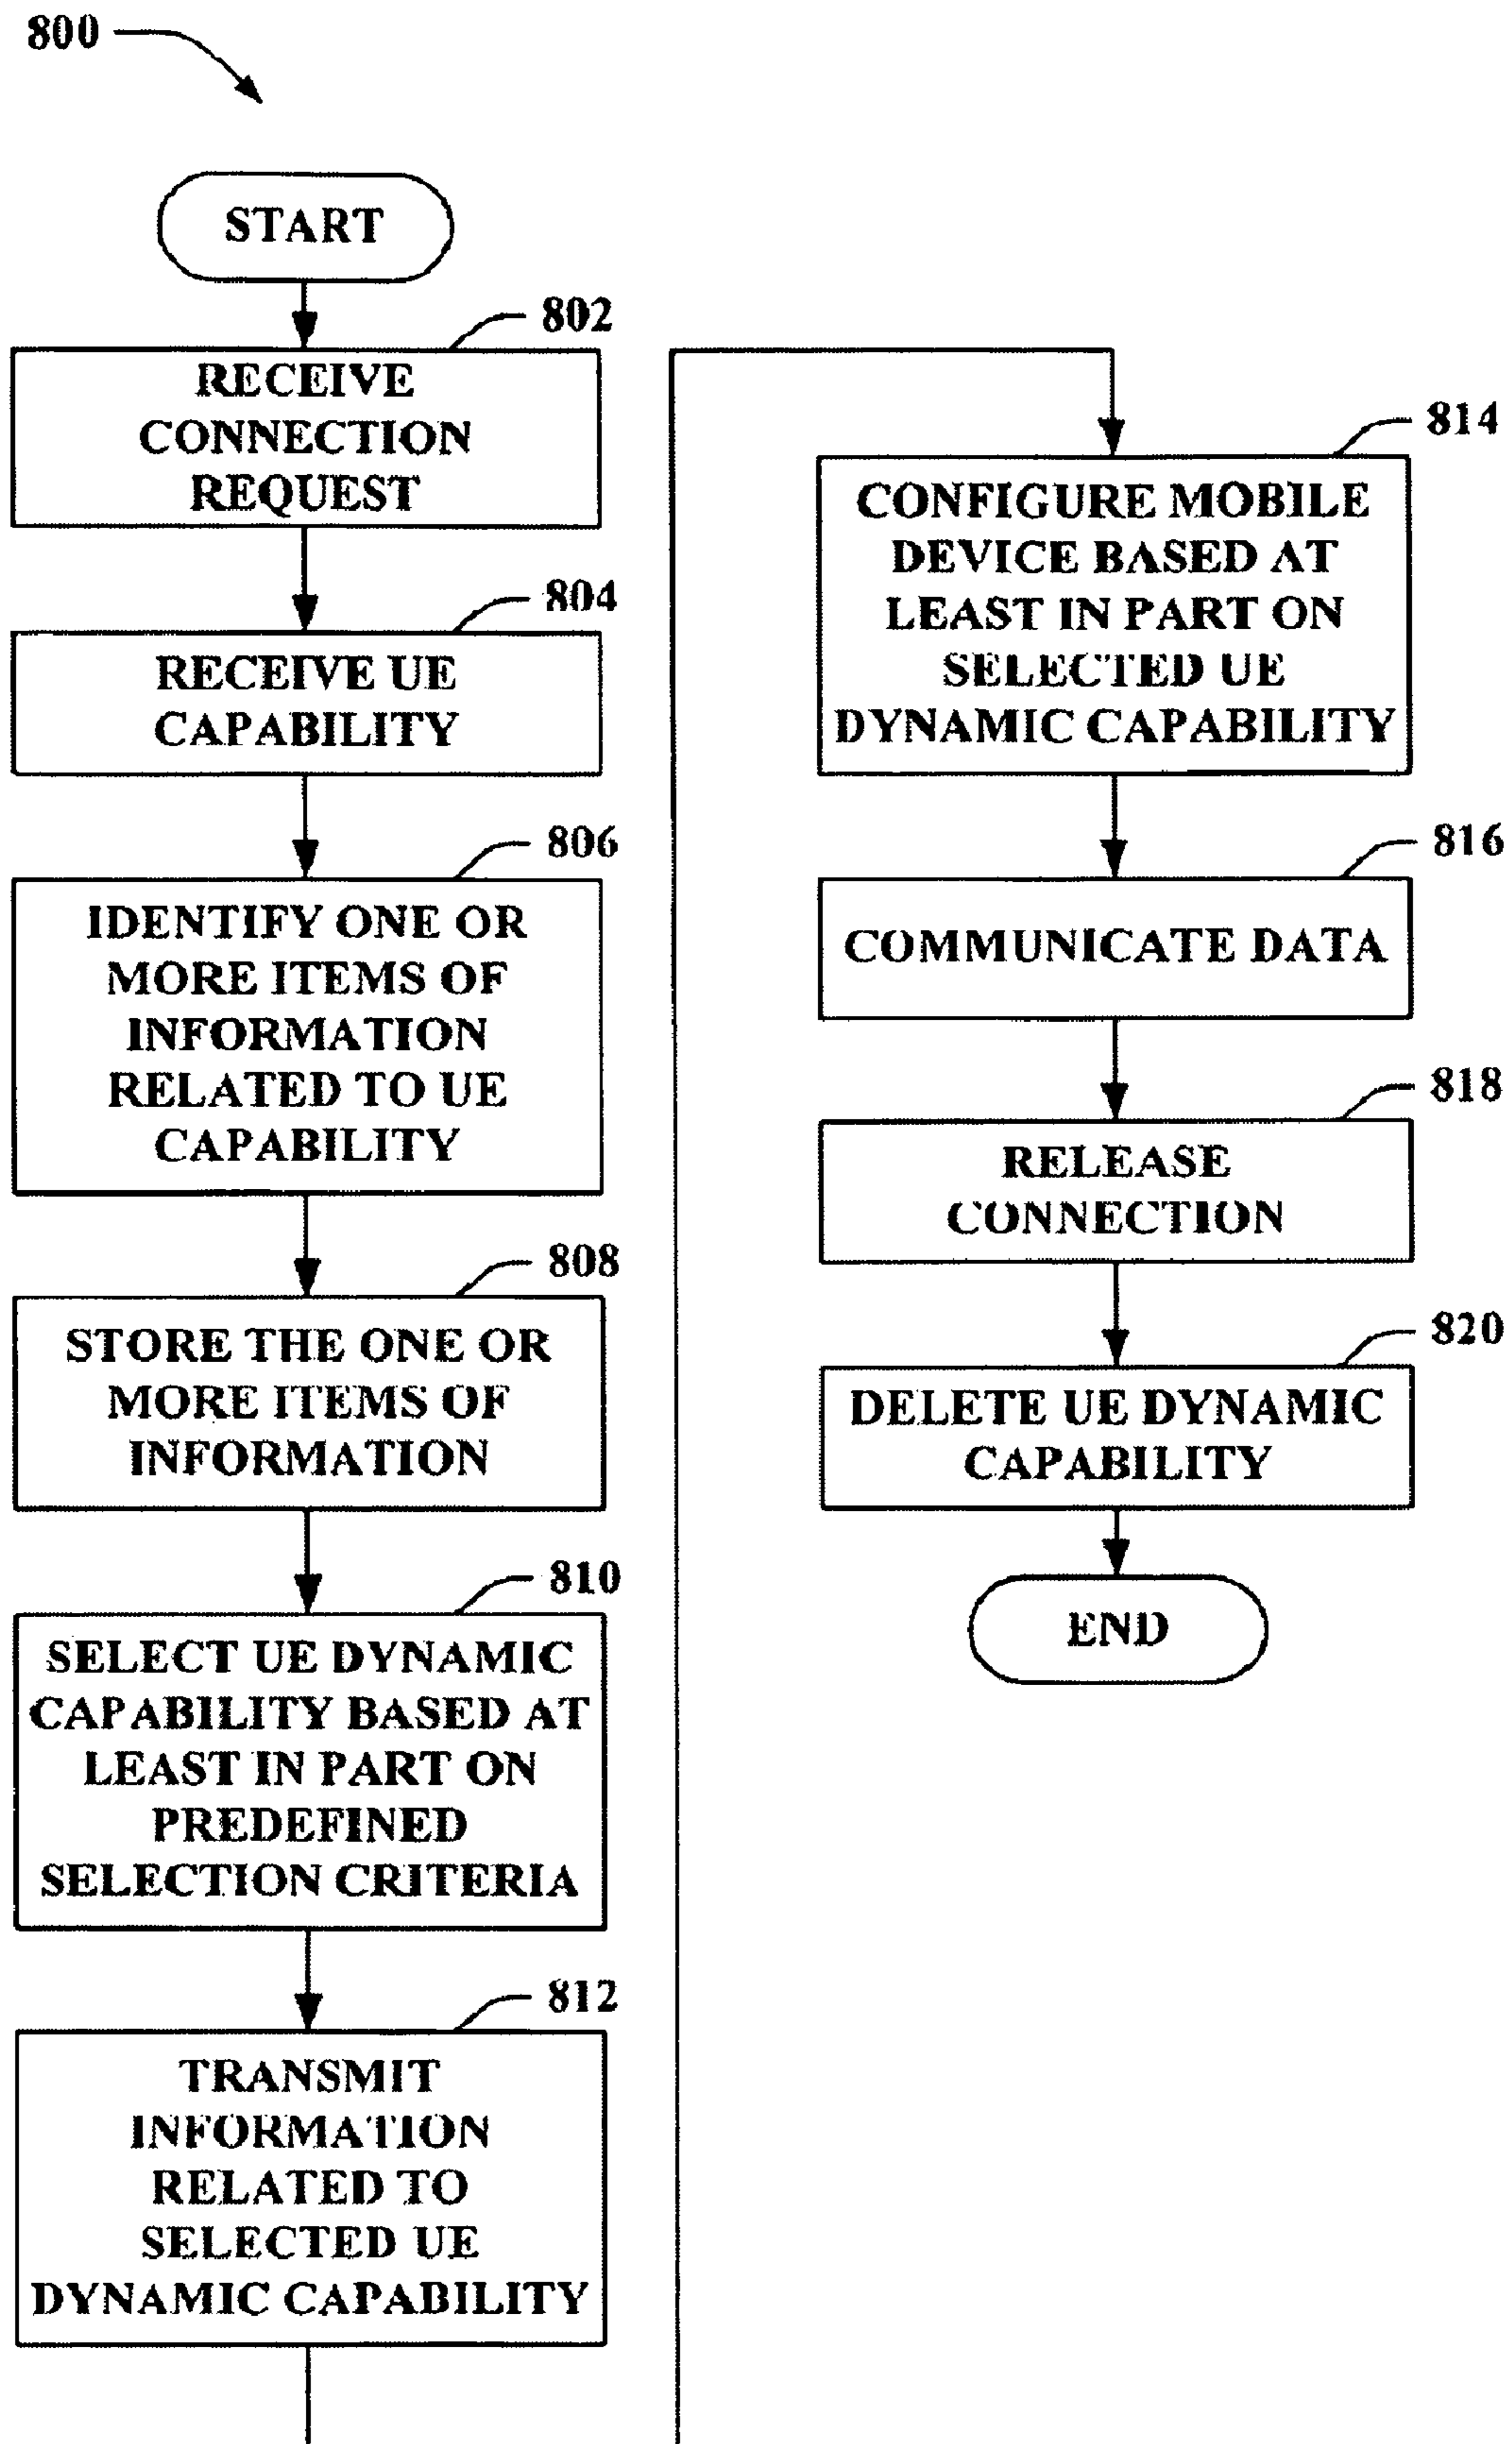 800
START
802
RECEIVE
CONNECTION
REQUEST
804
RECEIVE UE
CAPABILITY
806
IDENTIFY ONE OR
MORE ITEMS OF
INFORMATION
RELATED TO UE
CAPABILITY
808
STORE THE ONE OR
MORE ITEMS OF
INFORMATION
810
SELECT UE DYNAMIC
CAPABILITY BASED AT
LEAST IN PART ON
PREDEFINED
SELECTION CRITERIA
812
TRANSMIT
INFORMATION
RELATED TO
SELECTED UE
DYNAMIC CAPABILITY
814
CONFIGURE MOBILE
DEVICE BASED AT
LEAST IN PART ON
SELECTED UE
DYNAMIC CAPABILITY
816
COMMUNICATE DATA
818
RELEASE
CONNECTION
820
DELETE UE DYNAMIC
CAPABILITY
END